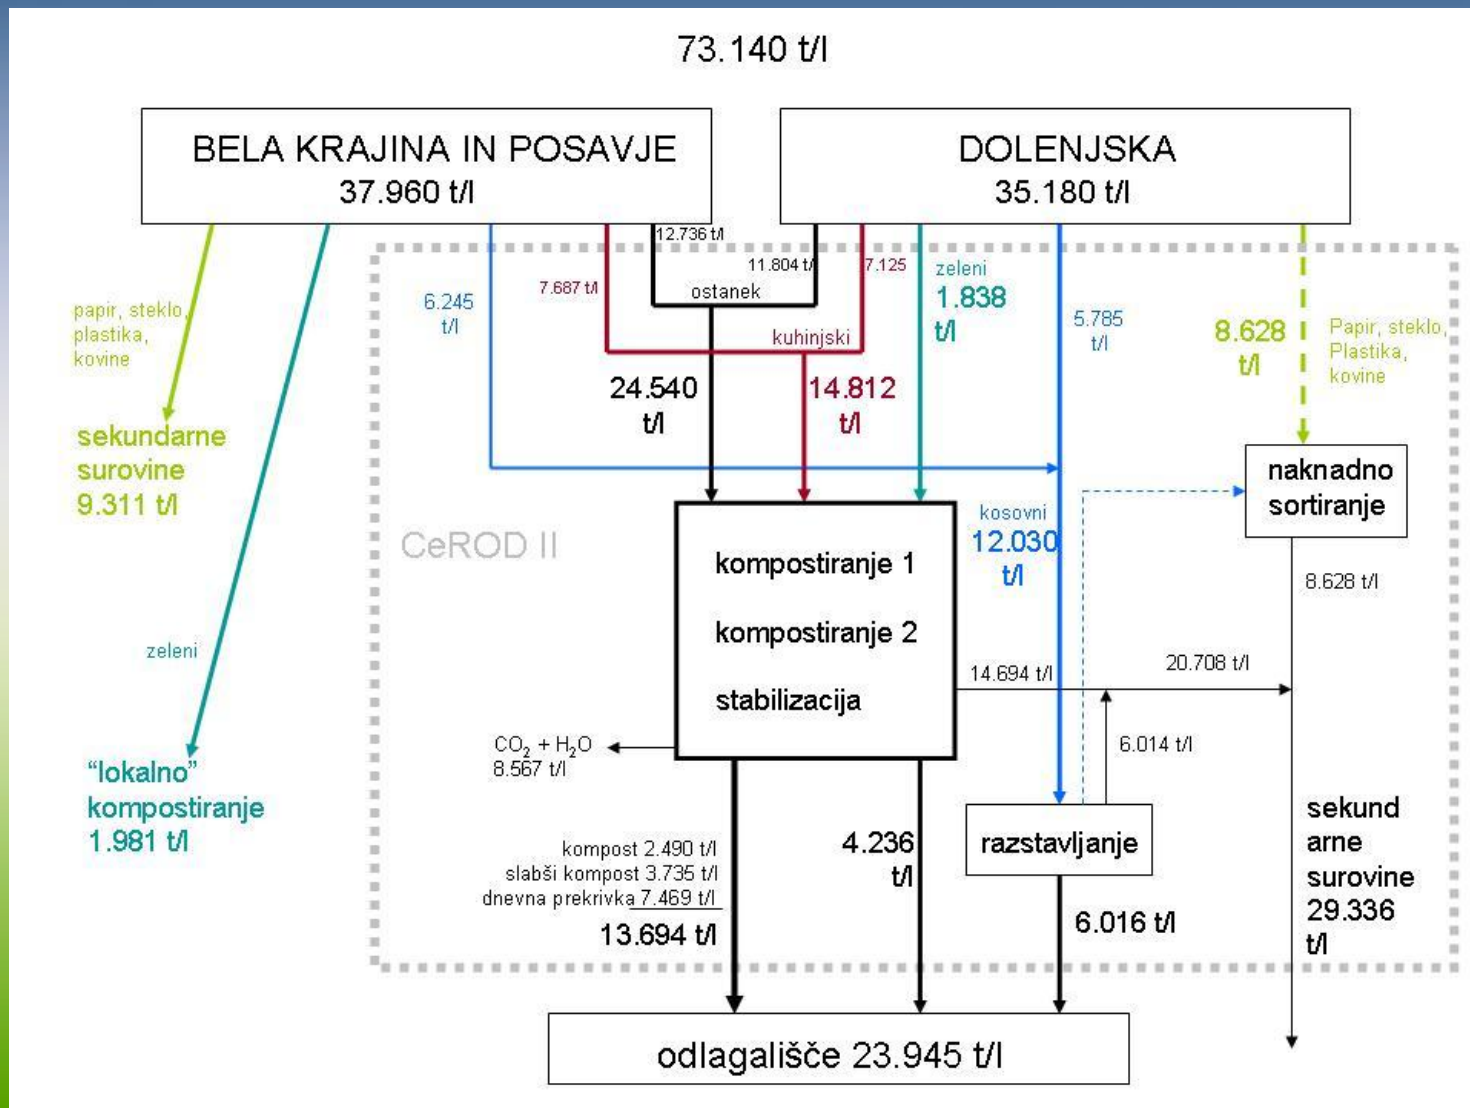 73.140 t/l
BELA KRAJINA IN POSAVJE
37.960 t/l
DOLENJSKA
35.180 t/l
12.736 t/l
11.804 t/l
7.125
7.687 t/l
ostanek
6.245
t/l
zeleni
1.838
t/l
5.785
t/l
papir, steklo,
plastika,
kovine
kuhinjski
8.628
t/l
Papir, steklo,
Plastika,
kovine
24.540
t/l
14.812
t/l
sekundarne
surovine
9.311 t/l
naknadno
sortiranje
CeROD II
kosovni
12.030
t/l
kompostiranje 1
kompostiranje 2
stabilizacija
8.628 t/l
zeleni
14.694 t/l
20.708 t/l
CO₂ + H₂O
8.567 t/l
6.014 t/l
“lokalno”
kompostiranje
1.981 t/l
kompost 2.490 t/l
slabši kompost 3.735 t/l
dnevna prekrivka 7.469 t/l
13.694 t/l
4.236
t/l
razstavljanje
6.016 t/l
sekund
arne
surovine
29.336
t/l
odlagališče 23.945 t/l